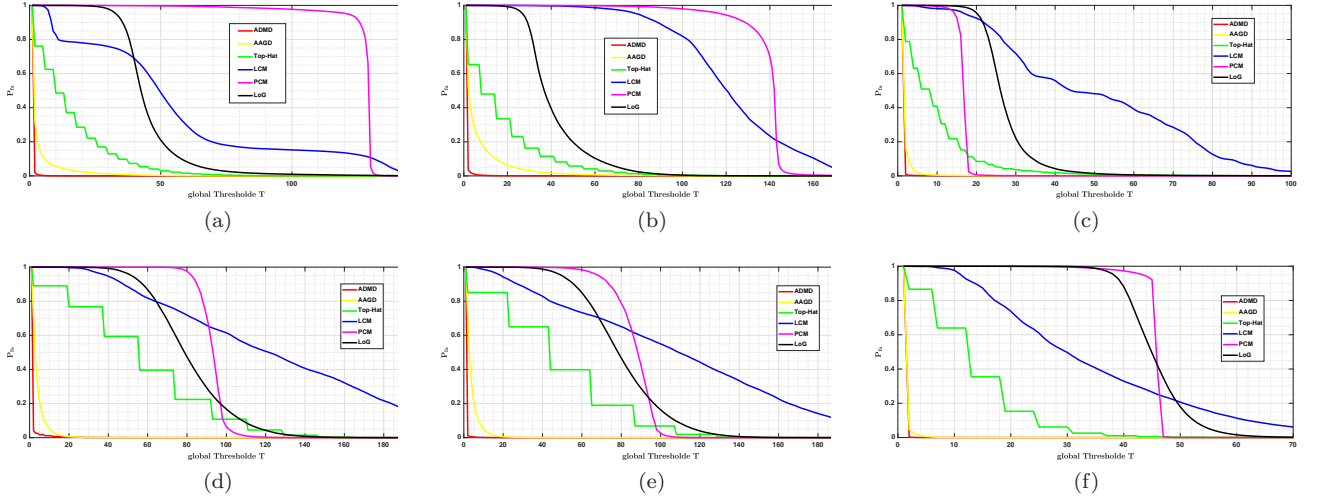 1
0.8
0.6
0.4
0.2
0
P_fa
ADMD
AAGD
Top-Hat
LCM
PCM
LoG
0 50 100
global Thresholde T
(a)
1
0.8
0.6
0.4
0.2
0
P_fa
ADMD
AAGD
Top-Hat
LCM
PCM
LoG
0 20 40 60 80 100 120 140 160
global Thresholde T
(b)
1
0.8
0.6
0.4
0.2
0
P_fa
ADMD
AAGD
Top-Hat
LCM
PCM
LoG
0 10 20 30 40 50 60 70 80 90 100
global Thresholde T
(c)
1
0.8
0.6
0.4
0.2
0
P_fa
ADMD
AAGD
Top-Hat
LCM
PCM
LoG
20 40 60 80 100 120 140 160 180
global Thresholde T
(d)
1
0.8
0.6
0.4
0.2
0
P_fa
ADMD
AAGD
Top-Hat
LCM
PCM
LoG
20 40 60 80 100 120 140 160 180
global Thresholde T
(e)
1
0.8
0.6
0.4
0.2
0
P_fa
ADMD
AAGD
Top-Hat
LCM
PCM
LoG
10 20 30 40 50 60 70
global Thresholde T
(f)